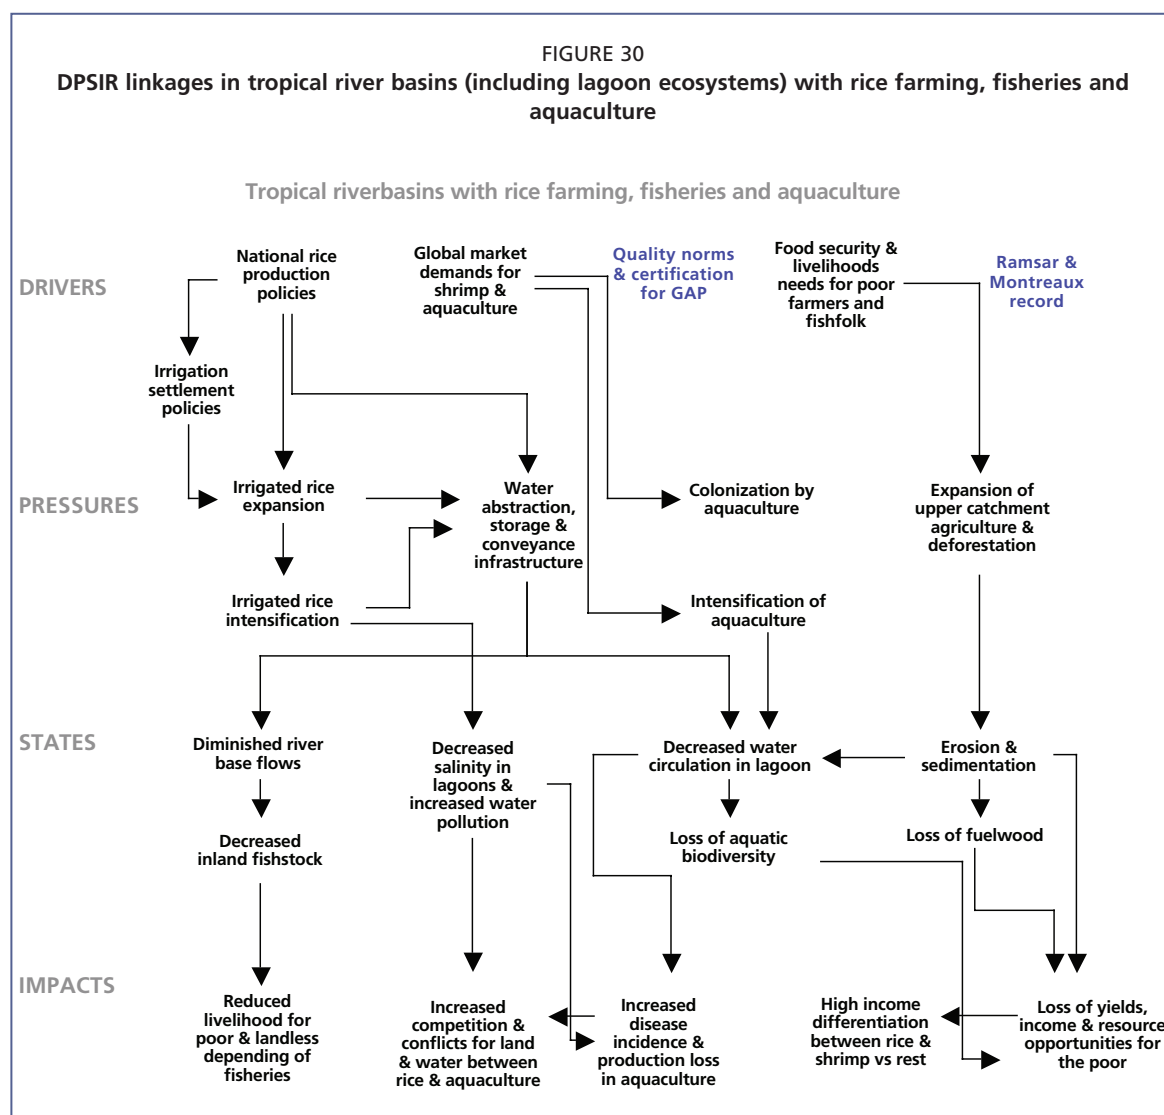 FIGURE 30
DPSIR linkages in tropical river basins (including lagoon ecosystems) with rice farming, fisheries and
aquaculture
Tropical riverbasins with rice farming, fisheries and aquaculture
DRIVERS
National rice
production
policies
Global market
demands for
shrimp &
aquaculture
Quality norms
& certification
for GAP
Food security &
livelihoods
needs for poor
farmers and
fishfolk
Ramsar &
Montreaux
record
Irrigation
settlement
policies
PRESSURES
Irrigated rice
expansion
Water
abstraction,
storage &
conveyance
infrastructure
Colonization by
aquaculture
Expansion of
upper catchment
agriculture &
deforestation
Irrigated rice
intensification
Intensification of
aquaculture
STATES
Diminished river
base flows
Decreased
salinity in
lagoons &
increased water
pollution
Decreased water
circulation in lagoon
Erosion &
sedimentation
Decreased
inland fishstock
Loss of aquatic
biodiversity
Loss of fuelwood
IMPACTS
Reduced
livelihood for
poor & landless
depending of
fisheries
Increased
competition &
conflicts for land
& water between
rice & aquaculture
Increased
disease
incidence &
production loss
in aquaculture
High income
differentiation
between rice &
shrimp vs rest
Loss of yields,
income & resource
opportunities for
the poor